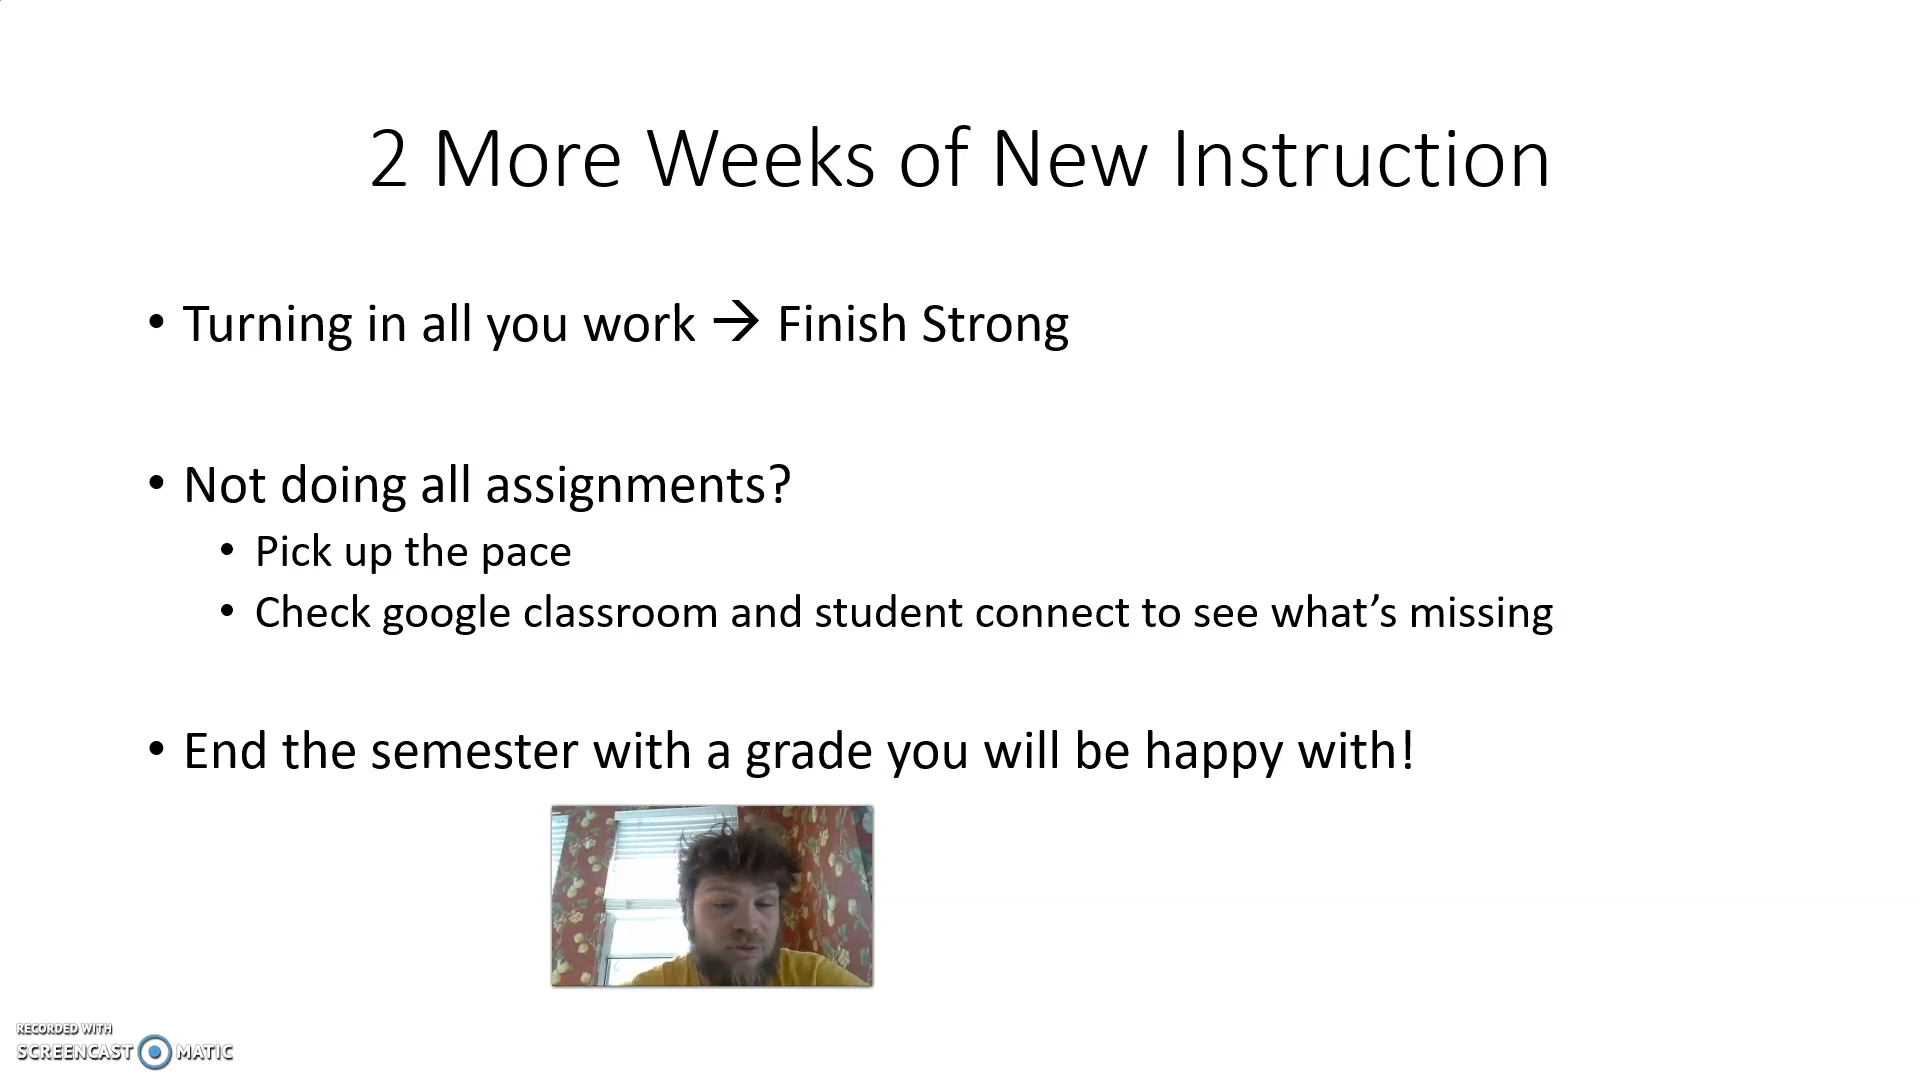 2 More Weeks of New Instruction
• Turning in all you work → Finish Strong
• Not doing all assignments?
• Pick up the pace
• Check google classroom and student connect to see what’s missing
• End the semester with a grade you will be happy with!
RECORDED WITH
SCREENCAST MATIC